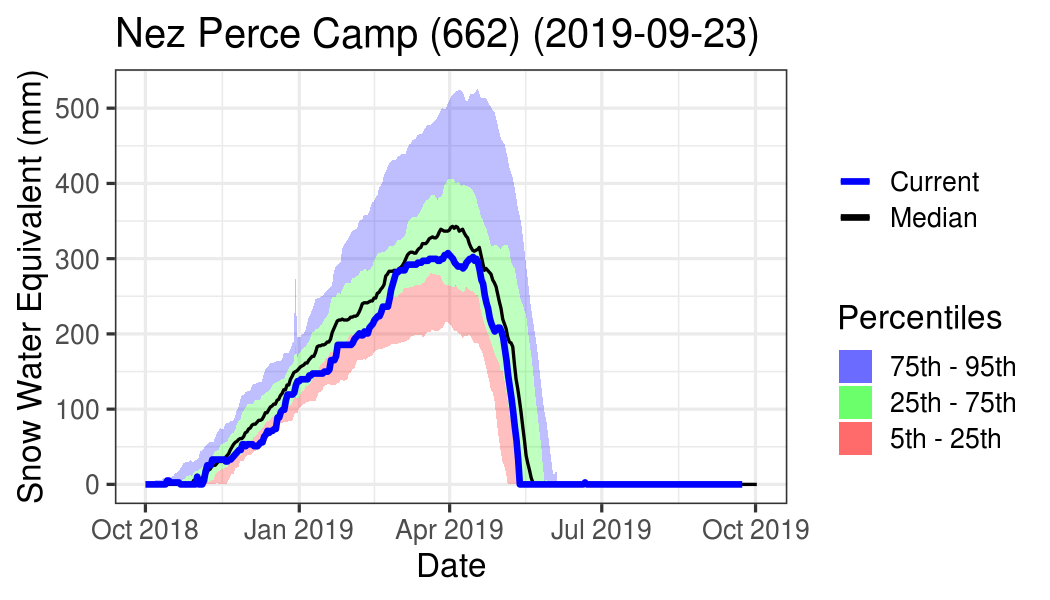 Nez Perce Camp (662) (2019-09-23)
Snow Water Equivalent (mm)
500
400
300
200
100
0
Oct 2018 Jan 2019 Apr 2019 Jul 2019 Oct 2019
Date
Current
Median
Percentiles
75th - 95th
25th - 75th
5th - 25th